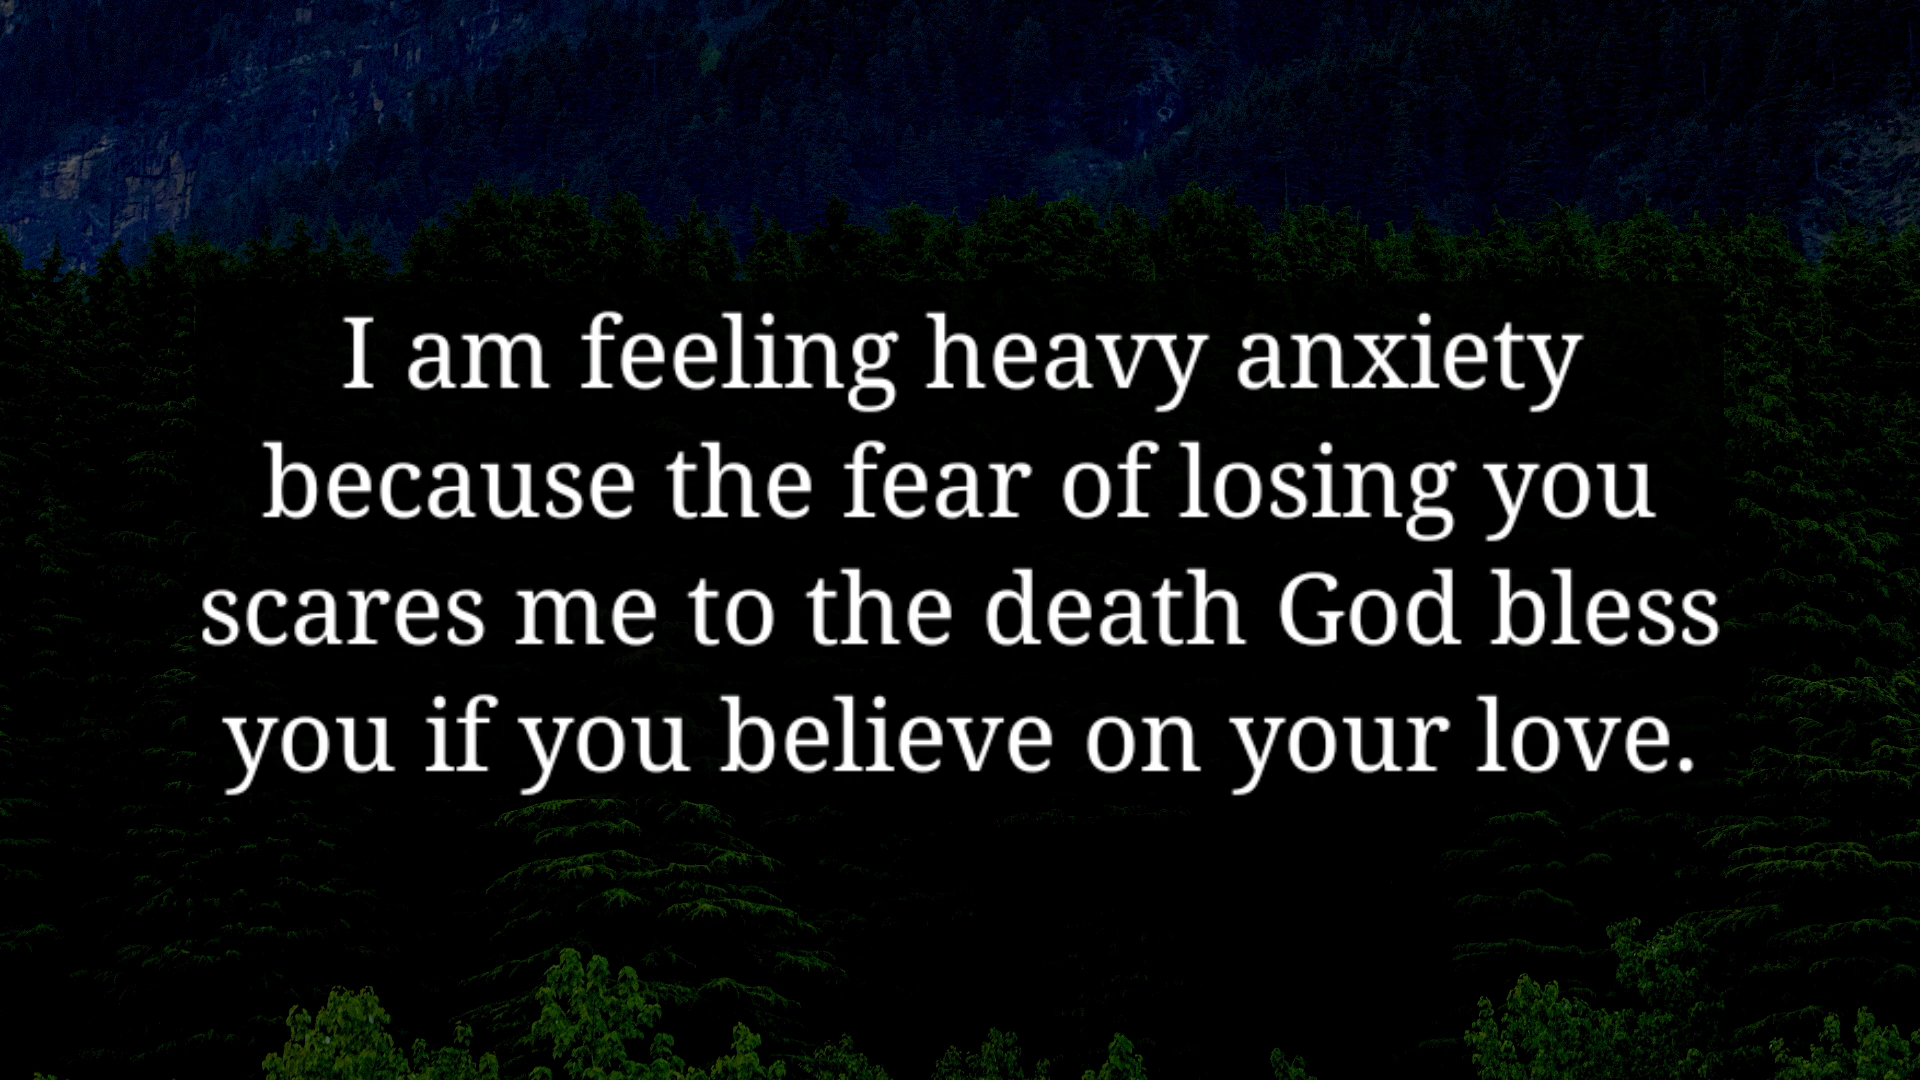 I am feeling heavy anxiety
because the fear of losing you
scares me to the death God bless
you if you believe on your love.